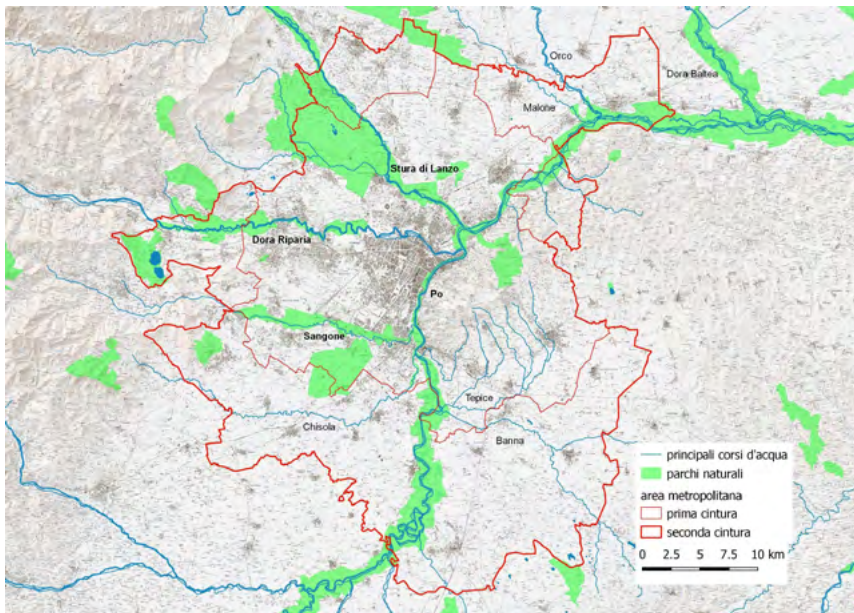 Orco
Dora Baltea
Malone
Stura di Lanzo
Dora Riparia
Po
Sangone
Tepice
Chisola
Banna
principali corsi d'acqua
parchi naturali
area metropolitana
prima cintura
seconda cintura
0 2.5 5 7.5 10 km